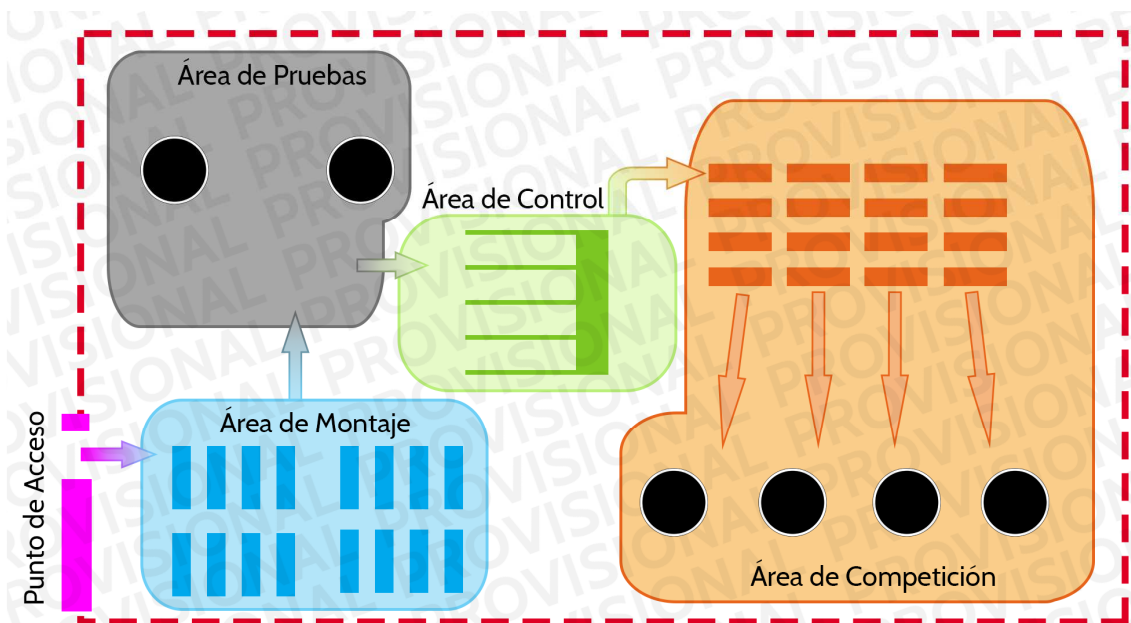 Área de Pruebas
Área de Control
Área de Montaje
Punto de Acceso
Área de Competición
PROVISIONAL